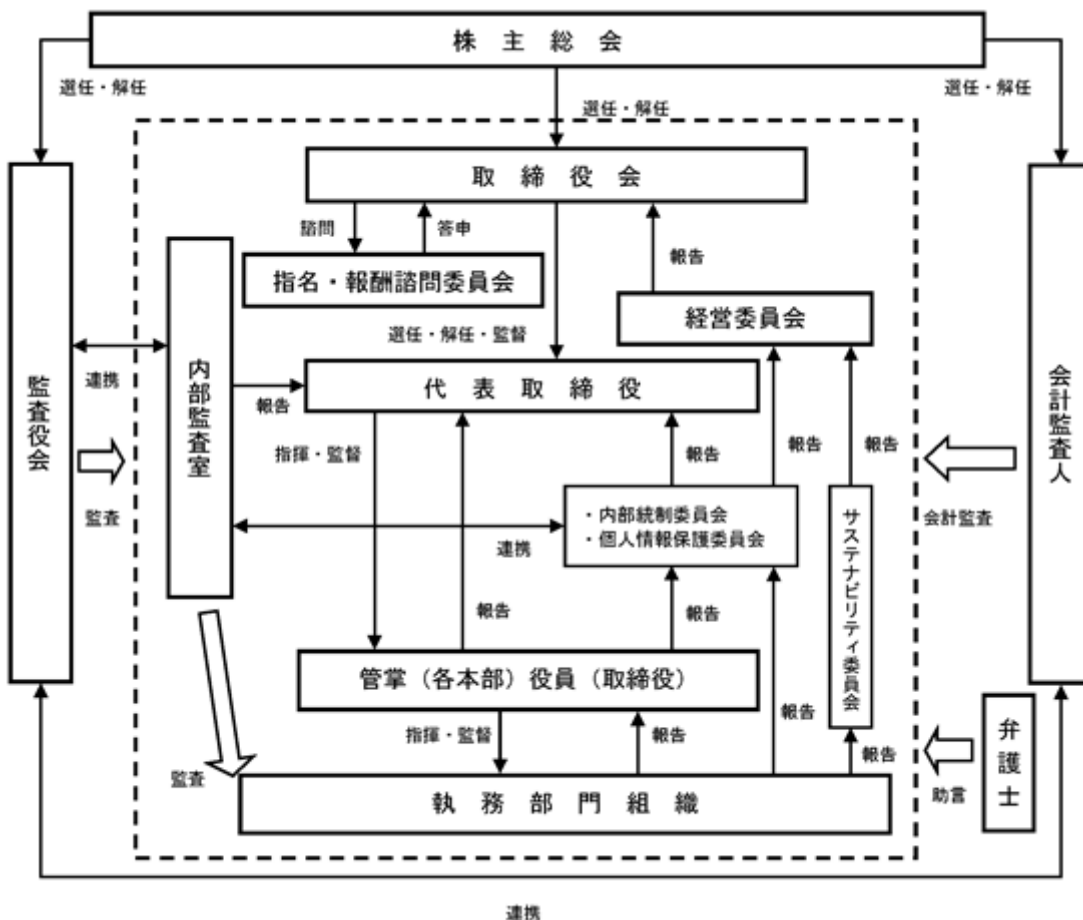 株主総会
選任・解任
選任・解任
選任・解任
取締役会
諮問
答申
報告
指名・報酬諮問委員会
経営委員会
選任・解任・監督
監査役会
連携
内部監査室
報告
代表取締役
会計監査人
指揮・監督
報告
報告
報告
監査
・内部統制委員会
・個人情報保護委員会
サステナビリティ委員会
会計監査
連携
報告
報告
管掌（各本部）役員（取締役）
報告
指揮・監督
報告
報告
弁護士
監査
執務部門組織
助言
連携